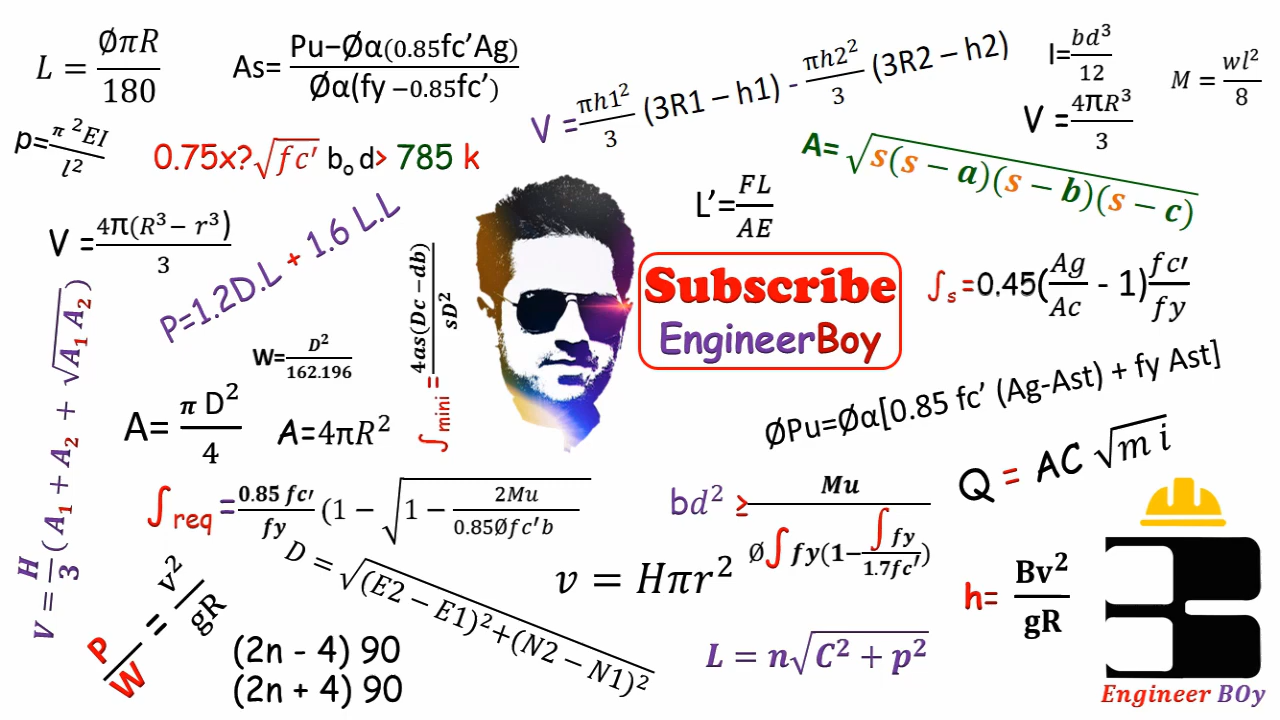 L = ØπR/180
As= Pu−Øα(0.85fc’Ag)/Øα(fy −0.85fc’)
V =πh1²/3 (3R1 − h1) - πh2²/3 (3R2 − h2)
I=bd³/12
M = wl²/8
p=π ²EI/l²
0.75x?√fc' bₒ d> 785 k
V =4πR³/3
A= √s(s − a)(s − b)(s − c)
V =4π(R³− r³)/3
P=1.2D.L + 1.6 L.L
L’=FL/AE
Subscribe
EngineerBoy
∫s=0.45(Ag/Ac - 1)fc′/fy
W=D²/162.196
∫mini = 4as(Dc −db)/sD²
V = H/3(A₁ + A₂ + √A₁ A₂)
A= π D²/4
A=4πR²
ØPu=Øα[0.85 fc’ (Ag-Ast) + fy Ast]
Q = AC √m i
∫req =0.85 fc′/fy (1 − √1 − 2Mu/0.85Øfc′b
bd² ≥ Mu/Ø∫fy(1−∫fy/1.7fc′)
D = √(E2 − E1)²+(N2 − N1)²
v = Hπr²
h= Bv²/gR
P/W = v²/gR
(2n - 4) 90
(2n + 4) 90
L = n√C² + p²
Engineer BOy